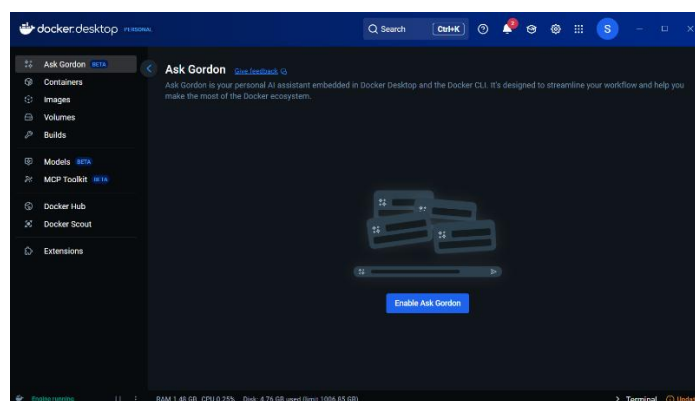 docker.desktop PERSONAL
Search Ctrl+K 2 S
Ask Gordon BETA
Containers
Images
Volumes
Builds
Models BETA
MCP Toolkit BETA
Docker Hub
Docker Scout
Extensions
Ask Gordon Give feedback
Ask Gordon is your personal AI assistant embedded in Docker Desktop and the Docker CLI. It's designed to streamline your workflow and help you
make the most of the Docker ecosystem.
Enable Ask Gordon
Engine running RAM 1.48 GB CPU 0.25% Disk: 4.76 GB used (limit 1006.85 GB) Terminal